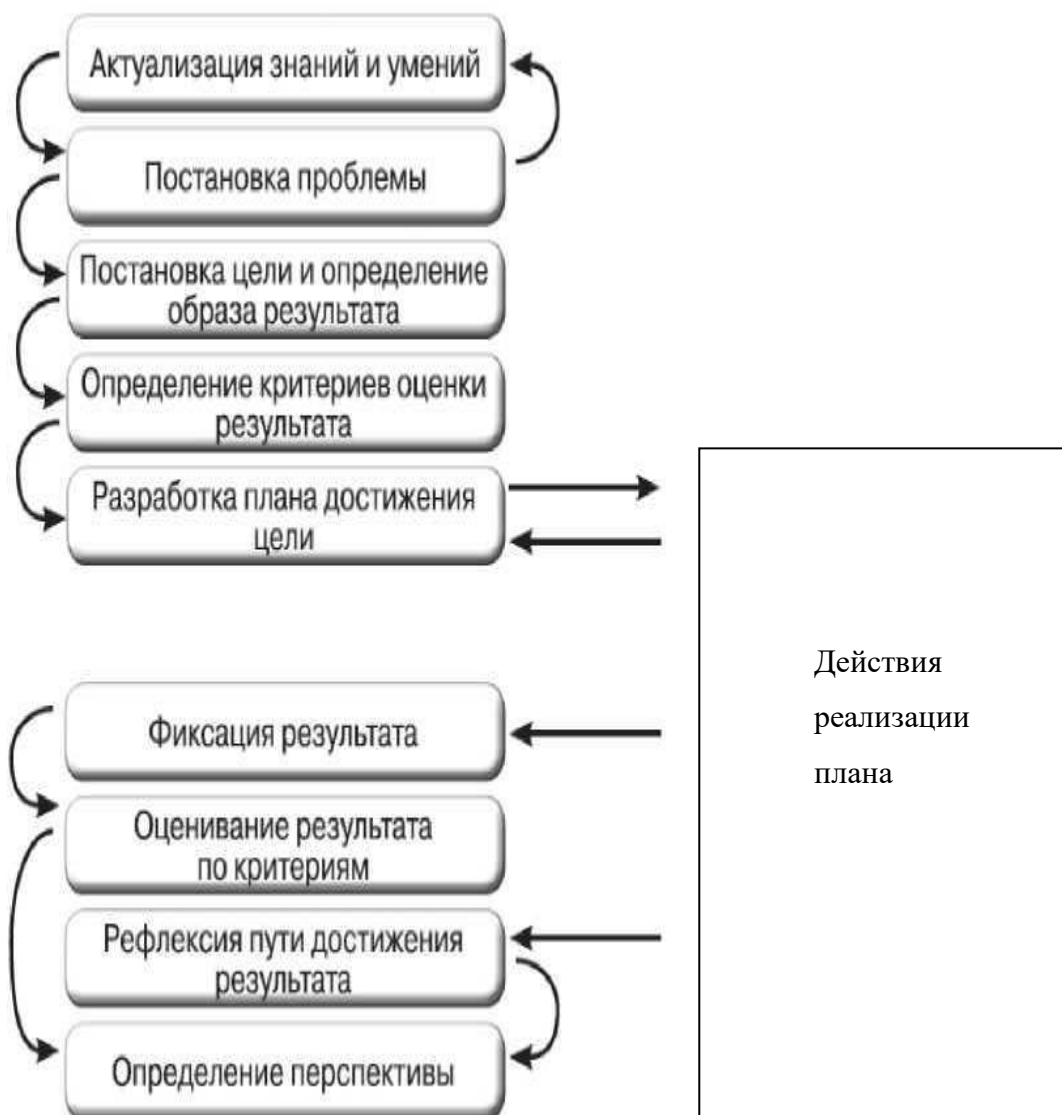 Актуализация знаний и умений
Постановка проблемы
Постановка цели и определение
образа результата
Определение критериев оценки
результата
Разработка плана достижения
цели
Действия
реализации
плана
Фиксация результата
Оценивание результата
по критериям
Рефлексия пути достижения
результата
Определение перспективы